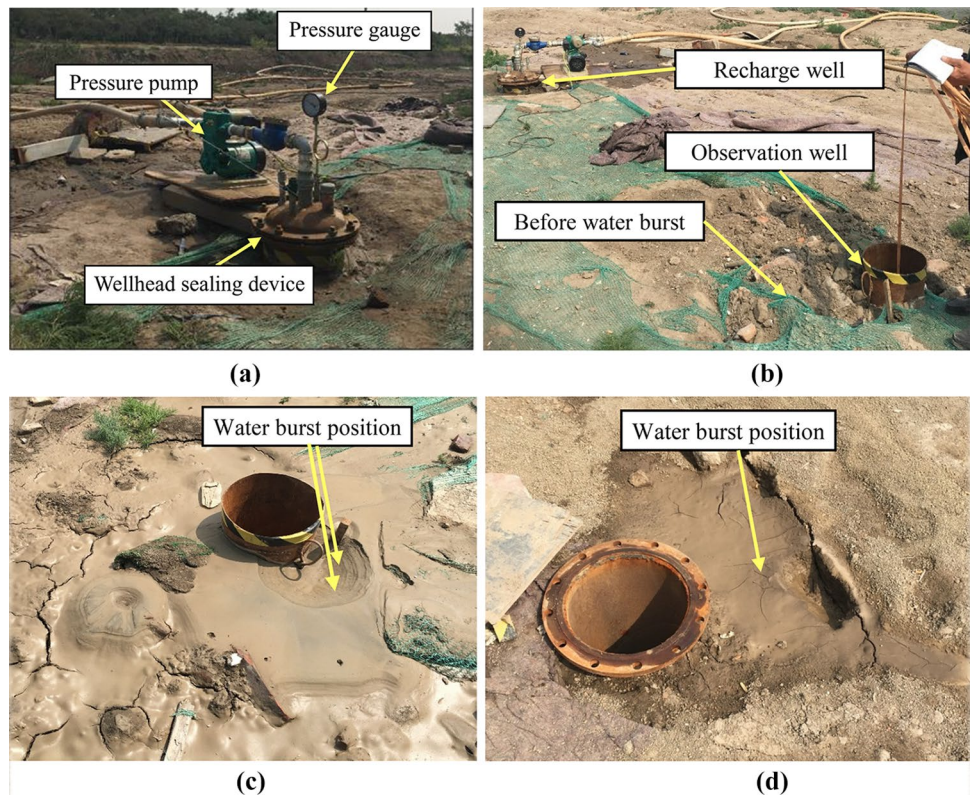 Pressure gauge
Pressure pump
Wellhead sealing device
(a)
Recharge well
Observation well
Before water burst
(b)
Water burst position
(c)
Water burst position
(d)